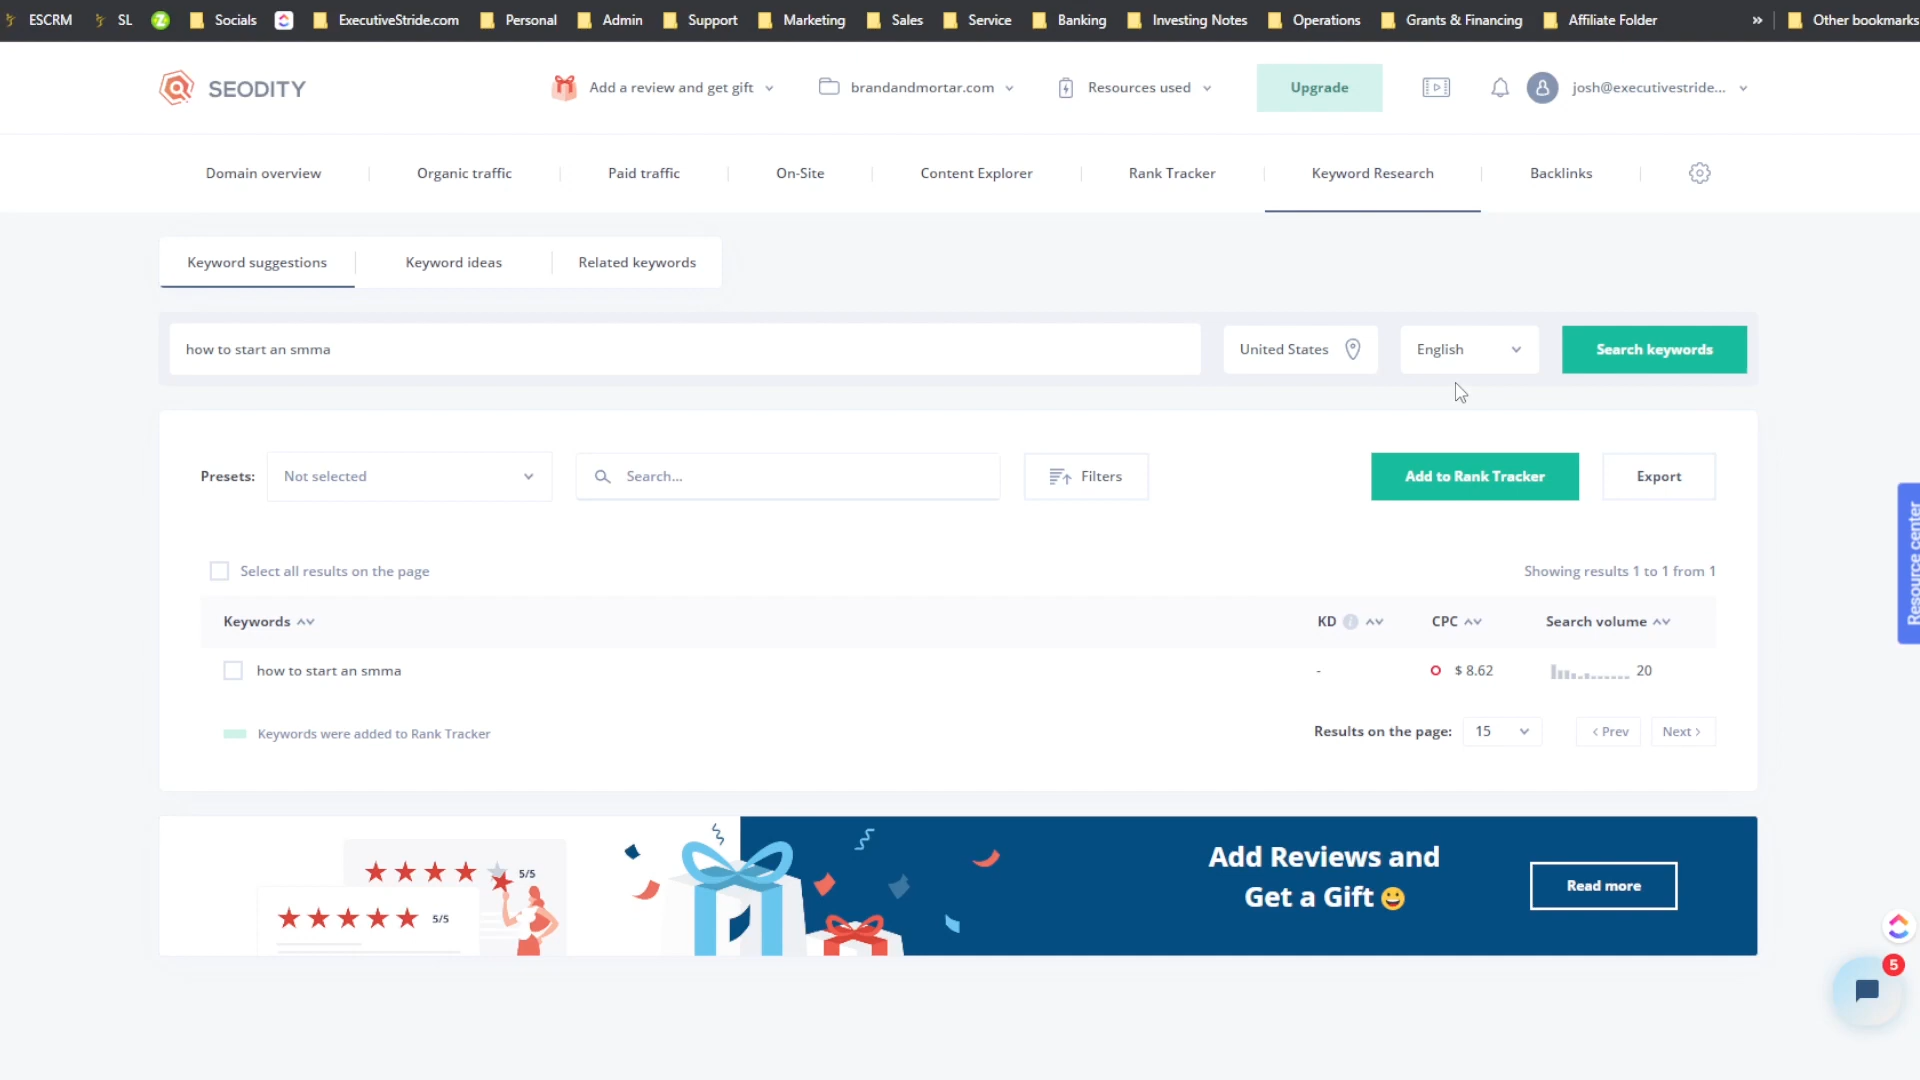 ESCRM SL Socials ExecutiveStride.com Personal Admin Support Marketing Sales Service Banking Investing Notes Operations Grants & Financing Affiliate Folder » Other bookmarks
SEODITY Add a review and get gift brandandmortar.com Resources used Upgrade josh@executivestride...
Domain overview Organic traffic Paid traffic On-Site Content Explorer Rank Tracker Keyword Research Backlinks
Keyword suggestions Keyword ideas Related keywords
how to start an smma United States English Search keywords
Presets: Not selected Search... Filters Add to Rank Tracker Export
Resource center
Select all results on the page Showing results 1 to 1 from 1
Keywords KD CPC Search volume
how to start an smma - $ 8.62 20
Keywords were added to Rank Tracker Results on the page: 15 < Prev Next >
5/5
5/5
Add Reviews and
Get a Gift 😀
Read more
5